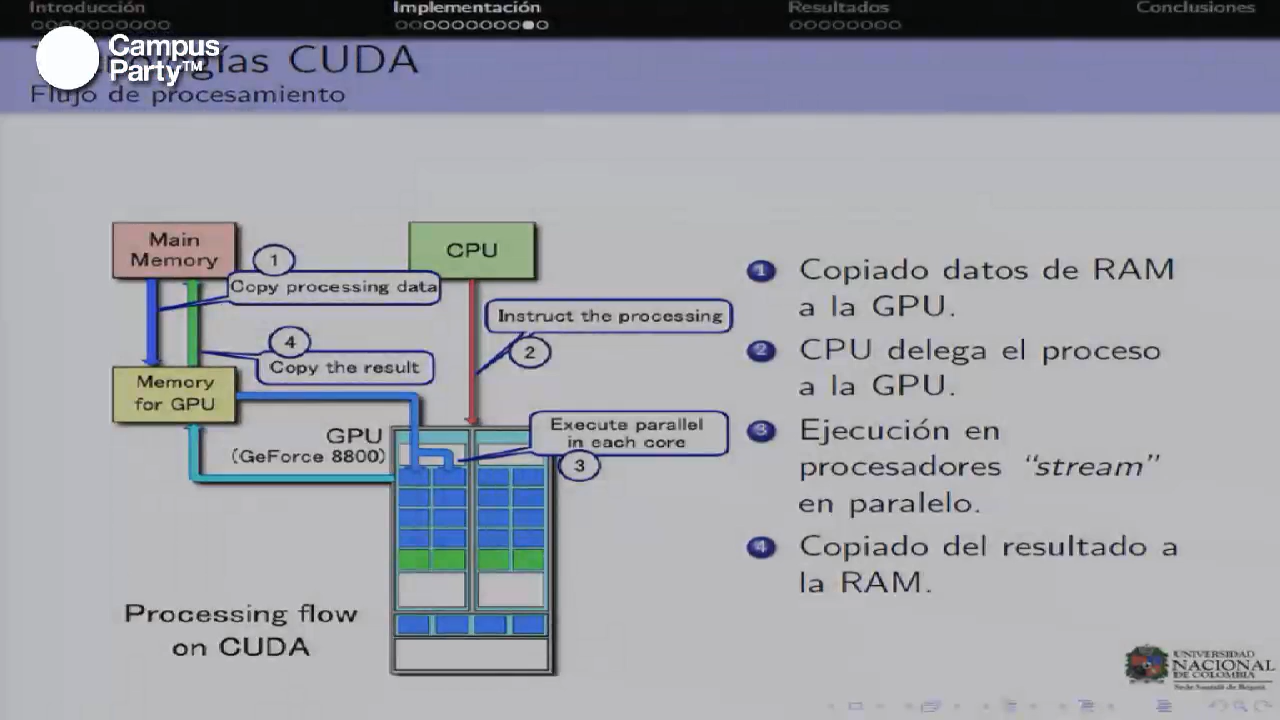 Introducción
Implementación
Resultados
Conclusiones
Campus
Party™
CUDA
Flujo de procesamiento
Main
Memory
1
Copy processing data
CPU
Instruct the processing
2
4
Copy the result
Memory
for GPU
GPU
(GeForce 8800)
Execute parallel
in each core
3
Processing flow
on CUDA
1 Copiado datos de RAM
a la GPU.
2 CPU delega el proceso
a la GPU.
3 Ejecución en
procesadores “stream”
en paralelo.
4 Copiado del resultado a
la RAM.
UNIVERSIDAD
NACIONAL
DE COLOMBIA